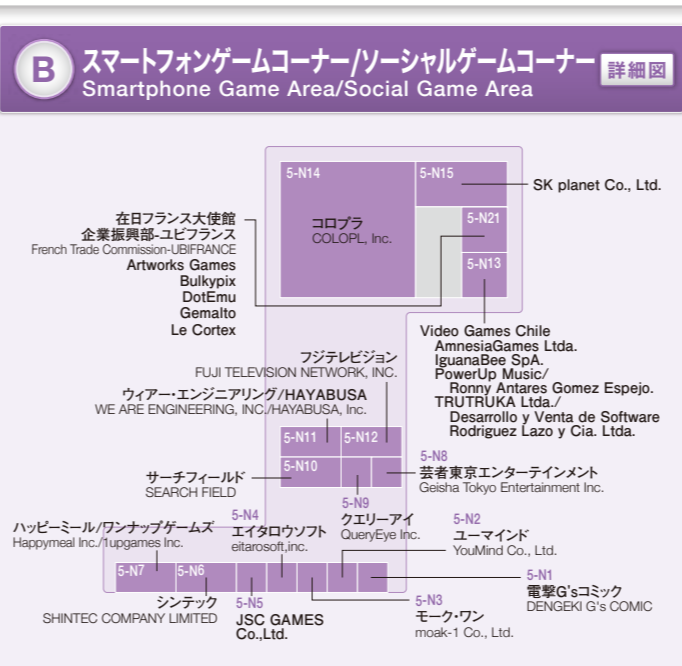 B
スマートフォンゲームコーナー/ソーシャルゲームコーナー 詳細図
Smartphone Game Area/Social Game Area
5-N14
5-N15
SK planet Co., Ltd.
コロプラ
COLOPL, Inc.
5-N21
5-N13
在日フランス大使館
企業振興部-ユビフランス
French Trade Commission-UBIFRANCE
Artworks Games
Bulkypix
DotEmu
Gemalto
Le Cortex
Video Games Chile
AmnesiaGames Ltda.
IguanaBee SpA.
PowerUp Music/
Ronny Antares Gomez Espejo.
TRUTRUKA Ltda./
Desarrollo y Venta de Software
Rodriguez Lazo y Cia. Ltda.
フジテレビジョン
FUJI TELEVISION NETWORK, INC.
ウィアー・エンジニアリング/HAYABUSA
WE ARE ENGINEERING, INC./HAYABUSA, Inc.
5-N11
5-N12
5-N10
サーチフィールド
SEARCH FIELD
5-N8
芸者東京エンターテインメント
Geisha Tokyo Entertainment Inc.
5-N9
クエリーアイ
QueryEye Inc.
5-N4
エイタロウソフト
eitarosoft,inc.
5-N2
ユーマインド
YouMind Co., Ltd.
ハッピーミール/ワンナップゲームズ
Happymeal Inc./1upgames Inc.
5-N7
5-N6
シンテック
SHINTEC COMPANY LIMITED
5-N5
JSC GAMES
Co.,Ltd.
5-N3
モーク・ワン
moak-1 Co., Ltd.
5-N1
電撃G'sコミック
DENGEKI G's COMIC